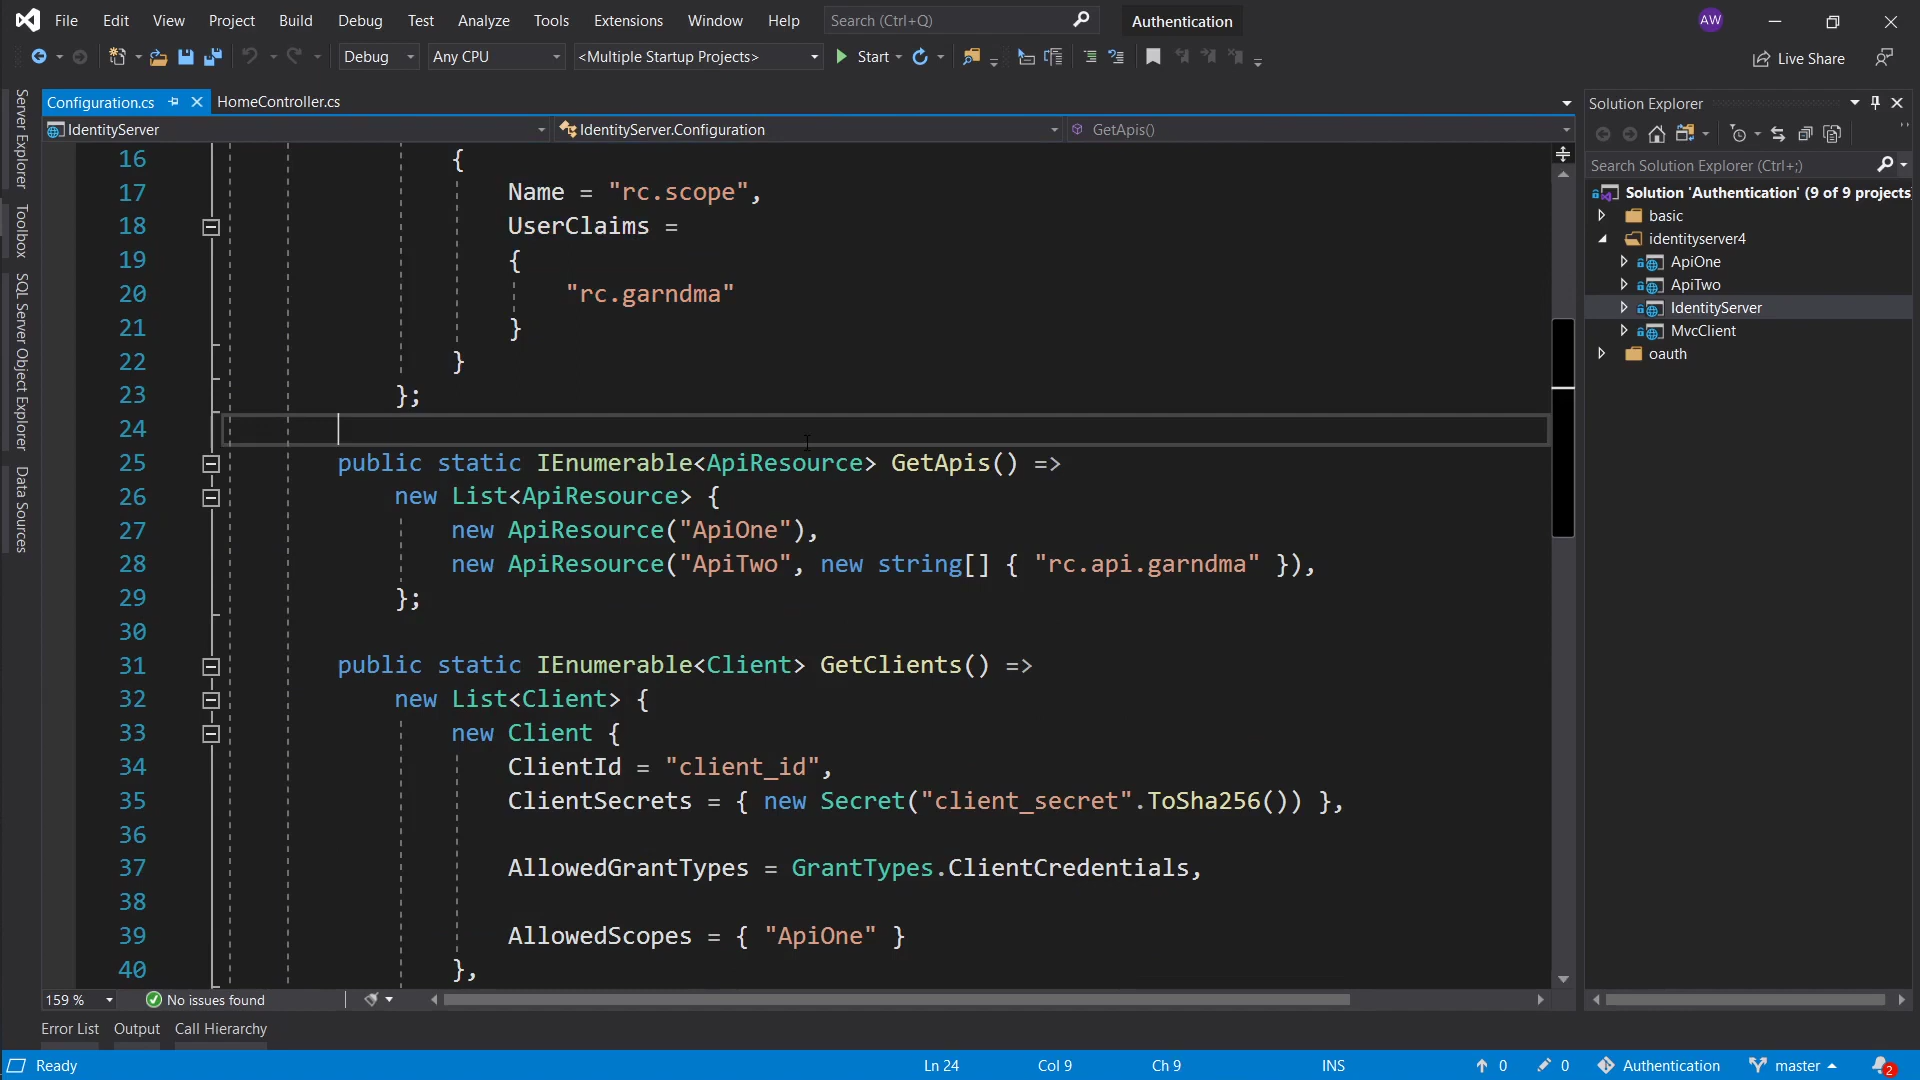 File Edit View Project Build Debug Test Analyze Tools Extensions Window Help Search (Ctrl+Q) Authentication AW
Debug Any CPU <Multiple Startup Projects> Start Live Share
Configuration.cs HomeController.cs
IdentityServer IdentityServer.Configuration GetApis()
Server Explorer
Toolbox
SQL Server Object Explorer
Data Sources
16 {
17 Name = "rc.scope",
18 UserClaims =
19 {
20 "rc.garndma"
21 }
22 }
23 };
24
25 public static IEnumerable<ApiResource> GetApis() =>
26 new List<ApiResource> {
27 new ApiResource("ApiOne"),
28 new ApiResource("ApiTwo", new string[] { "rc.api.garndma" }),
29 };
30
31 public static IEnumerable<Client> GetClients() =>
32 new List<Client> {
33 new Client {
34 ClientId = "client_id",
35 ClientSecrets = { new Secret("client_secret".ToSha256()) },
36
37 AllowedGrantTypes = GrantTypes.ClientCredentials,
38
39 AllowedScopes = { "ApiOne" }
40 },
159 % No issues found
Error List Output Call Hierarchy
Solution Explorer
Search Solution Explorer (Ctrl+;)
Solution 'Authentication' (9 of 9 projects
basic
identityserver4
ApiOne
ApiTwo
IdentityServer
MvcClient
oauth
Ready Ln 24 Col 9 Ch 9 INS 0 0 Authentication master 2